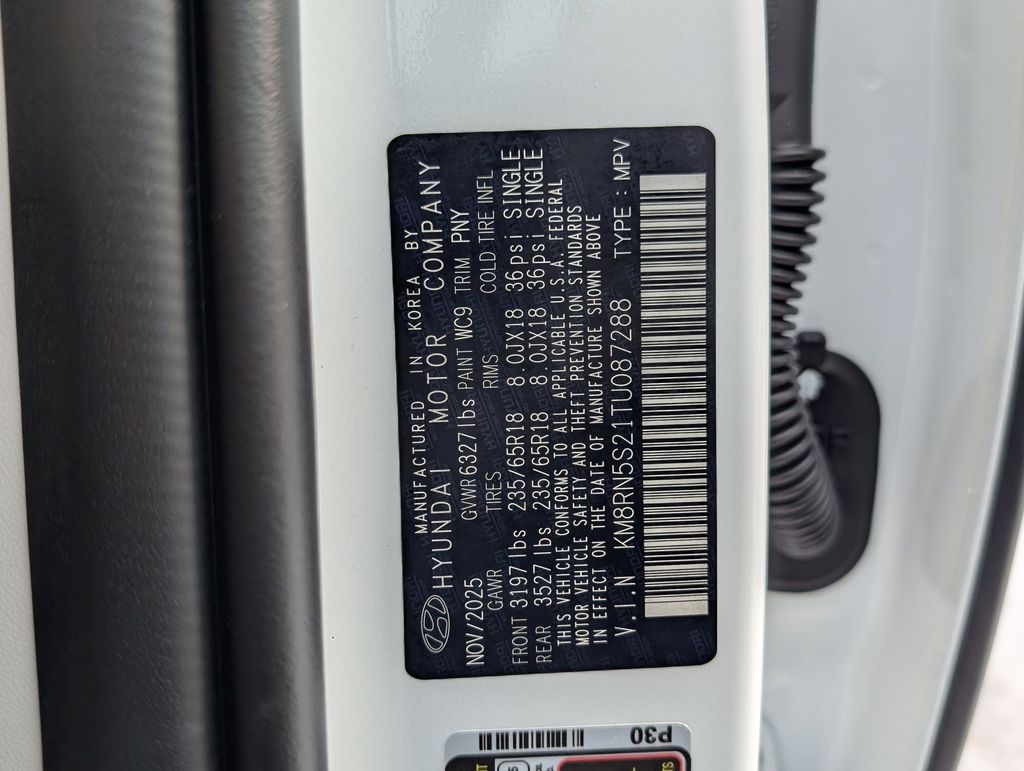 MANUFACTURED IN KOREA BY
HYUNDAI MOTOR COMPANY
NOV/2025 GVWR 6327lbs PAINT WC9 TRIM PNY
GAWR TIRES RIMS COLD TIRE INFL
FRONT 3197lbs 235/65R18 8.0JX18 36psi SINGLE
REAR 3527lbs 235/65R18 8.0JX18 36psi SINGLE
THIS VEHICLE CONFORMS TO ALL APPLICABLE U.S.A. FEDERAL
MOTOR VEHICLE SAFETY AND THEFT PREVENTION STANDARDS
IN EFFECT ON THE DATE OF MANUFACTURE SHOWN ABOVE
V.I.N KM8RN5S21TU087288 TYPE : MPV
P30